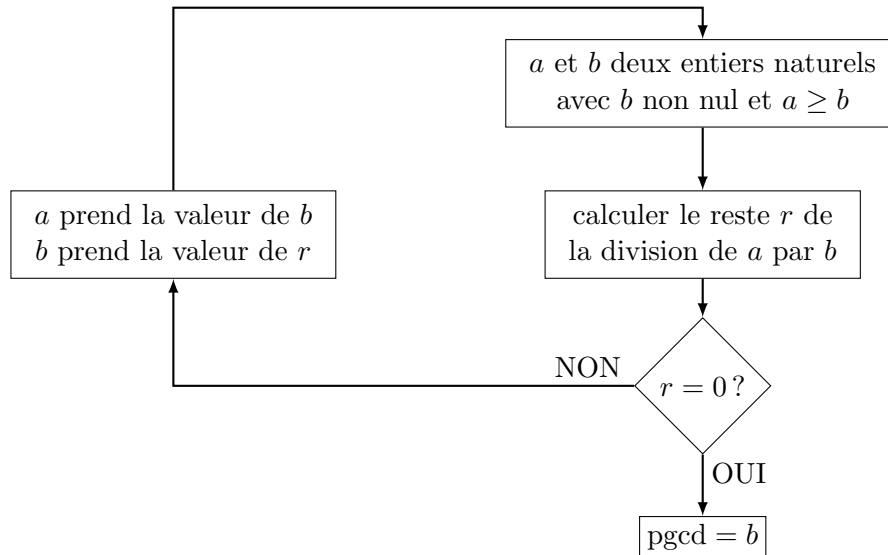 a et b deux entiers naturels
avec b non nul et a ≥ b
a prend la valeur de b
b prend la valeur de r
calculer le reste r de
la division de a par b
NON
r = 0 ?
OUI
pgcd = b